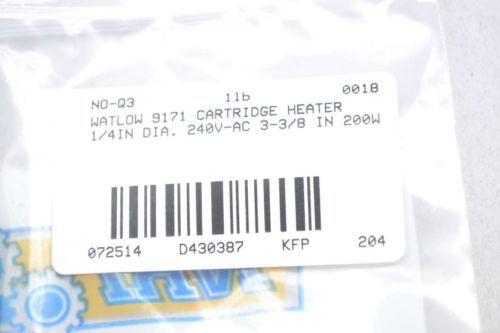 NO-Q3 1lb 0018
WATLOW 9171 CARTRIDGE HEATER
1/4IN DIA. 240V-AC 3-3/8 IN 200W
072514 D430387 KFP 204